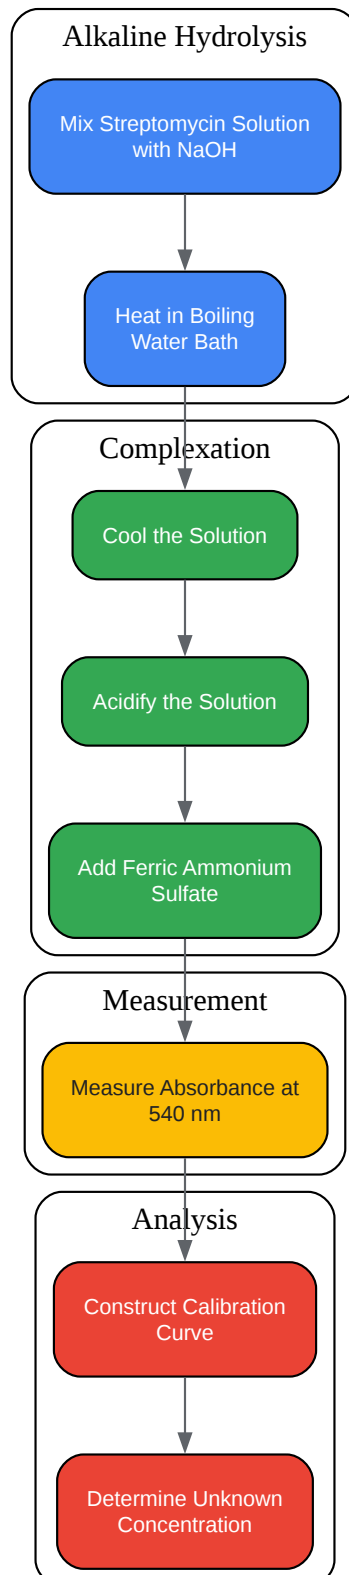 Alkaline Hydrolysis
Mix Streptomycin Solution
with NaOH
Heat in Boiling
Water Bath
Complexation
Cool the Solution
Acidify the Solution
Add Ferric Ammonium
Sulfate
Measurement
Measure Absorbance at
540 nm
Analysis
Construct Calibration
Curve
Determine Unknown
Concentration